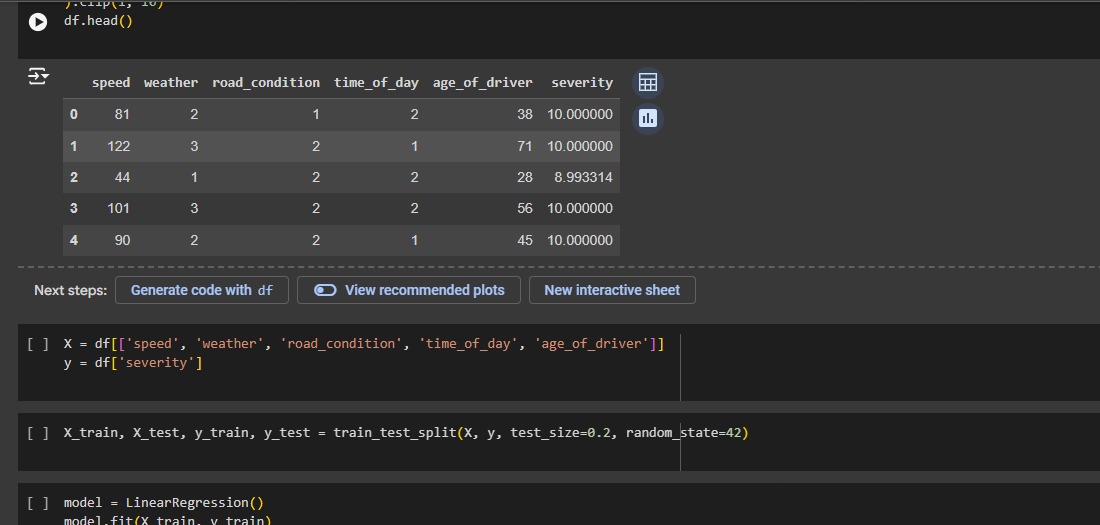 ).clip(1, 10)
df.head()
speed weather road_condition time_of_day age_of_driver severity
0 81 2 1 2 38 10.000000
1 122 3 2 1 71 10.000000
2 44 1 2 2 28 8.993314
3 101 3 2 2 56 10.000000
4 90 2 2 1 45 10.000000
Next steps: Generate code with df View recommended plots New interactive sheet
[ ] X = df[['speed', 'weather', 'road_condition', 'time_of_day', 'age_of_driver']]
y = df['severity']
[ ] X_train, X_test, y_train, y_test = train_test_split(X, y, test_size=0.2, random_state=42)
[ ] model = LinearRegression()
model.fit(X_train, y_train)